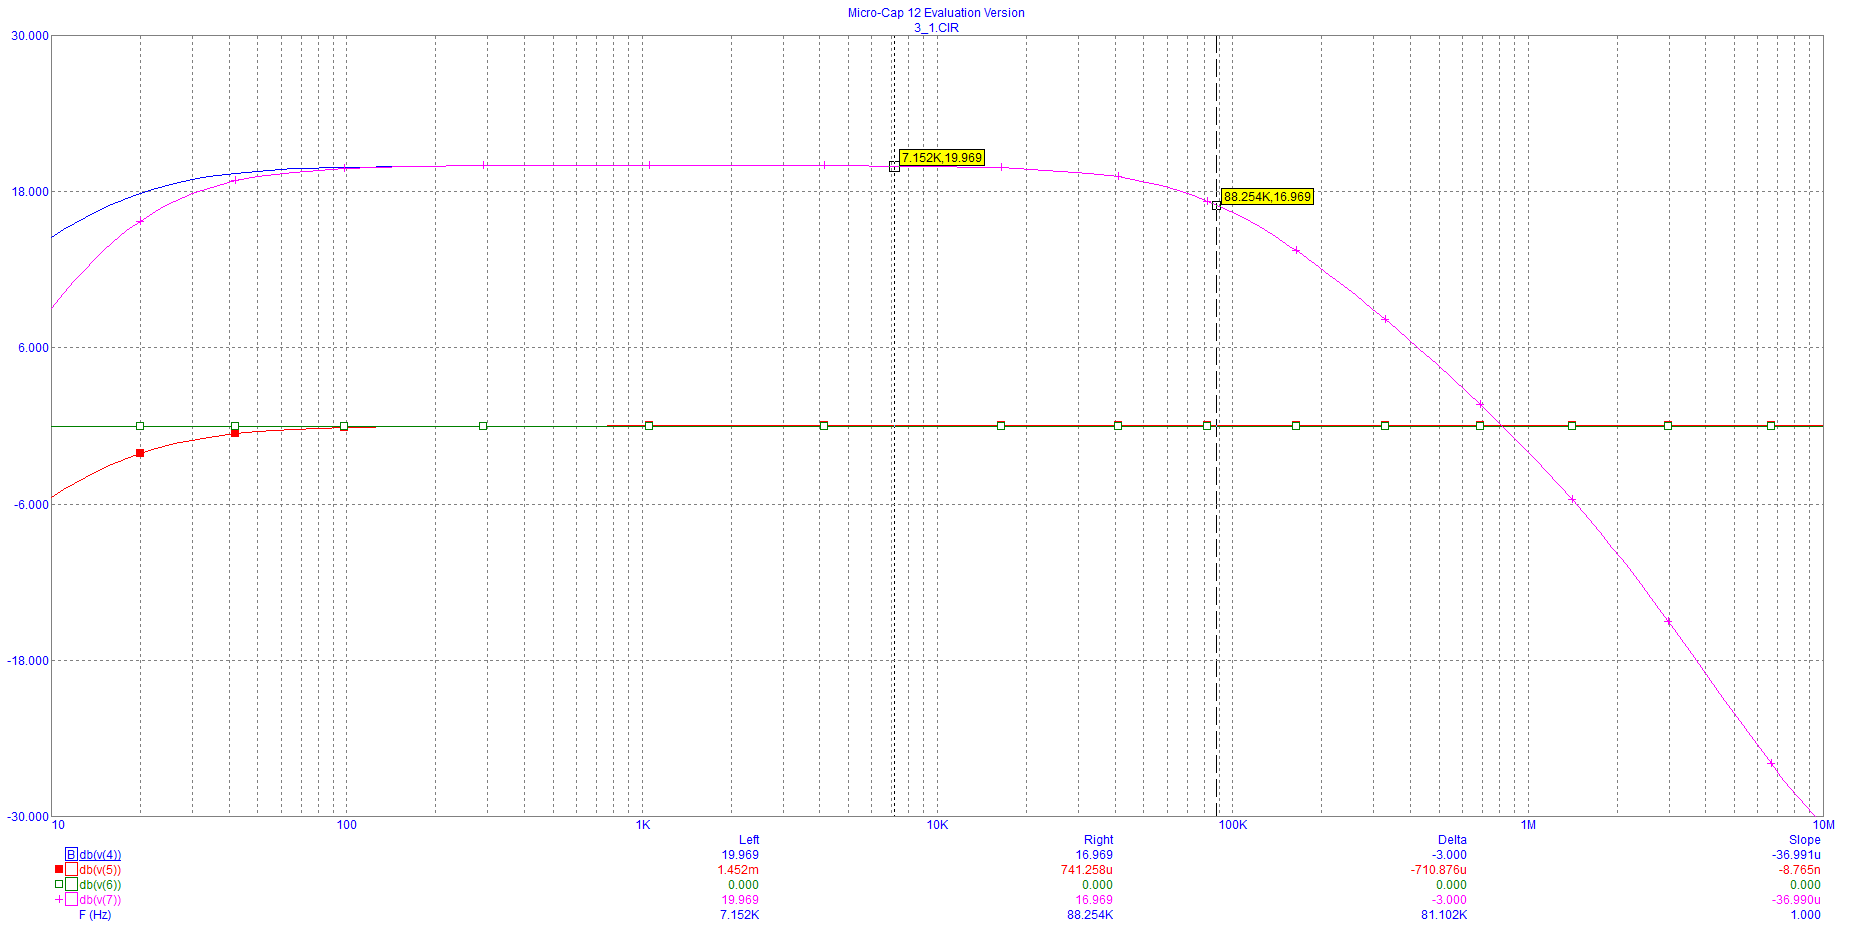 Micro-Cap 12 Evaluation Version
3_1.CIR
30.000
18.000
6.000
-6.000
-18.000
-30.000
7.152K,19.969
88.254K,16.969
10 100 1K 10K 100K 1M 10M
Left Right Delta Slope
B db(v(4)) 19.969 16.969 -3.000 -36.991u
db(v(5)) 1.452m 741.258u -710.876u -8.765n
db(v(6)) 0.000 0.000 0.000 0.000
db(v(7)) 19.969 16.969 -3.000 -36.990u
F (Hz) 7.152K 88.254K 81.102K 1.000